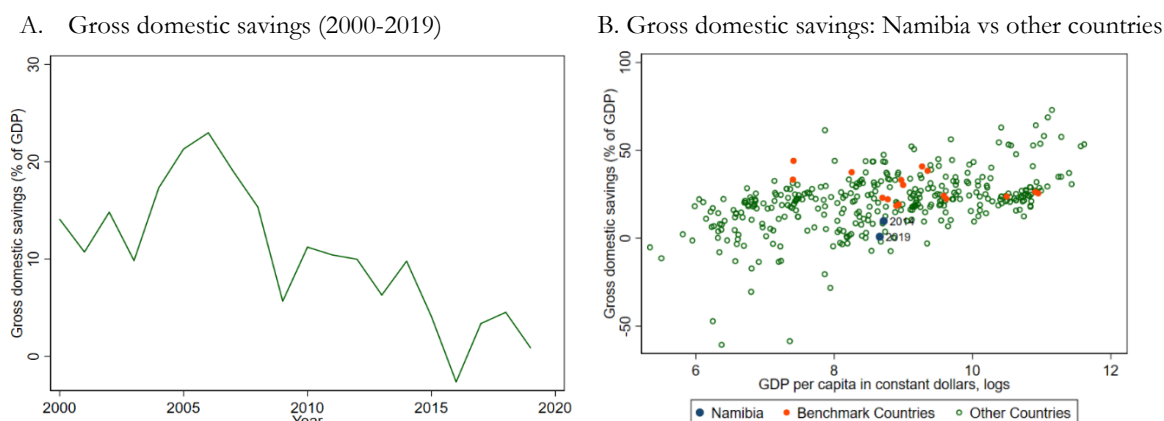 A. Gross domestic savings (2000-2019)
Gross domestic savings (% of GDP)
30
20
10
0
2000
2005
2010
2015
2020
Year
B. Gross domestic savings: Namibia vs other countries
Gross domestic savings (% of GDP)
100
50
0
-50
2014
2019
6
8
10
12
GDP per capita in constant dollars, logs
Namibia Benchmark Countries Other Countries